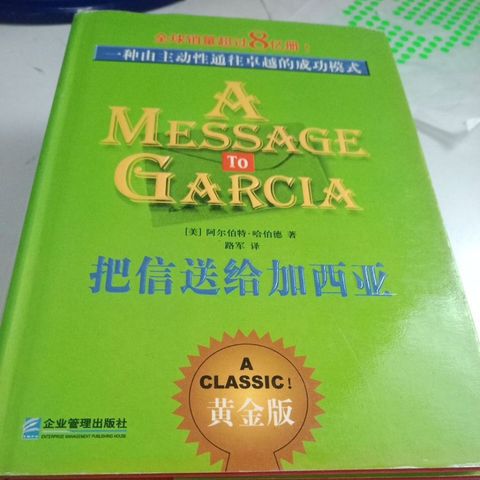 全球销量超过8亿册！
一种由主动性通往卓越的成功模式
A
MESSAGE
TO
GARCIA
[美] 阿尔伯特·哈伯德 著
路军 译
把信送给加西亚
A
CLASSIC!
黄金版
企业管理出版社
ENTERPRISE MANAGEMENT PUBLISHING HOUSE